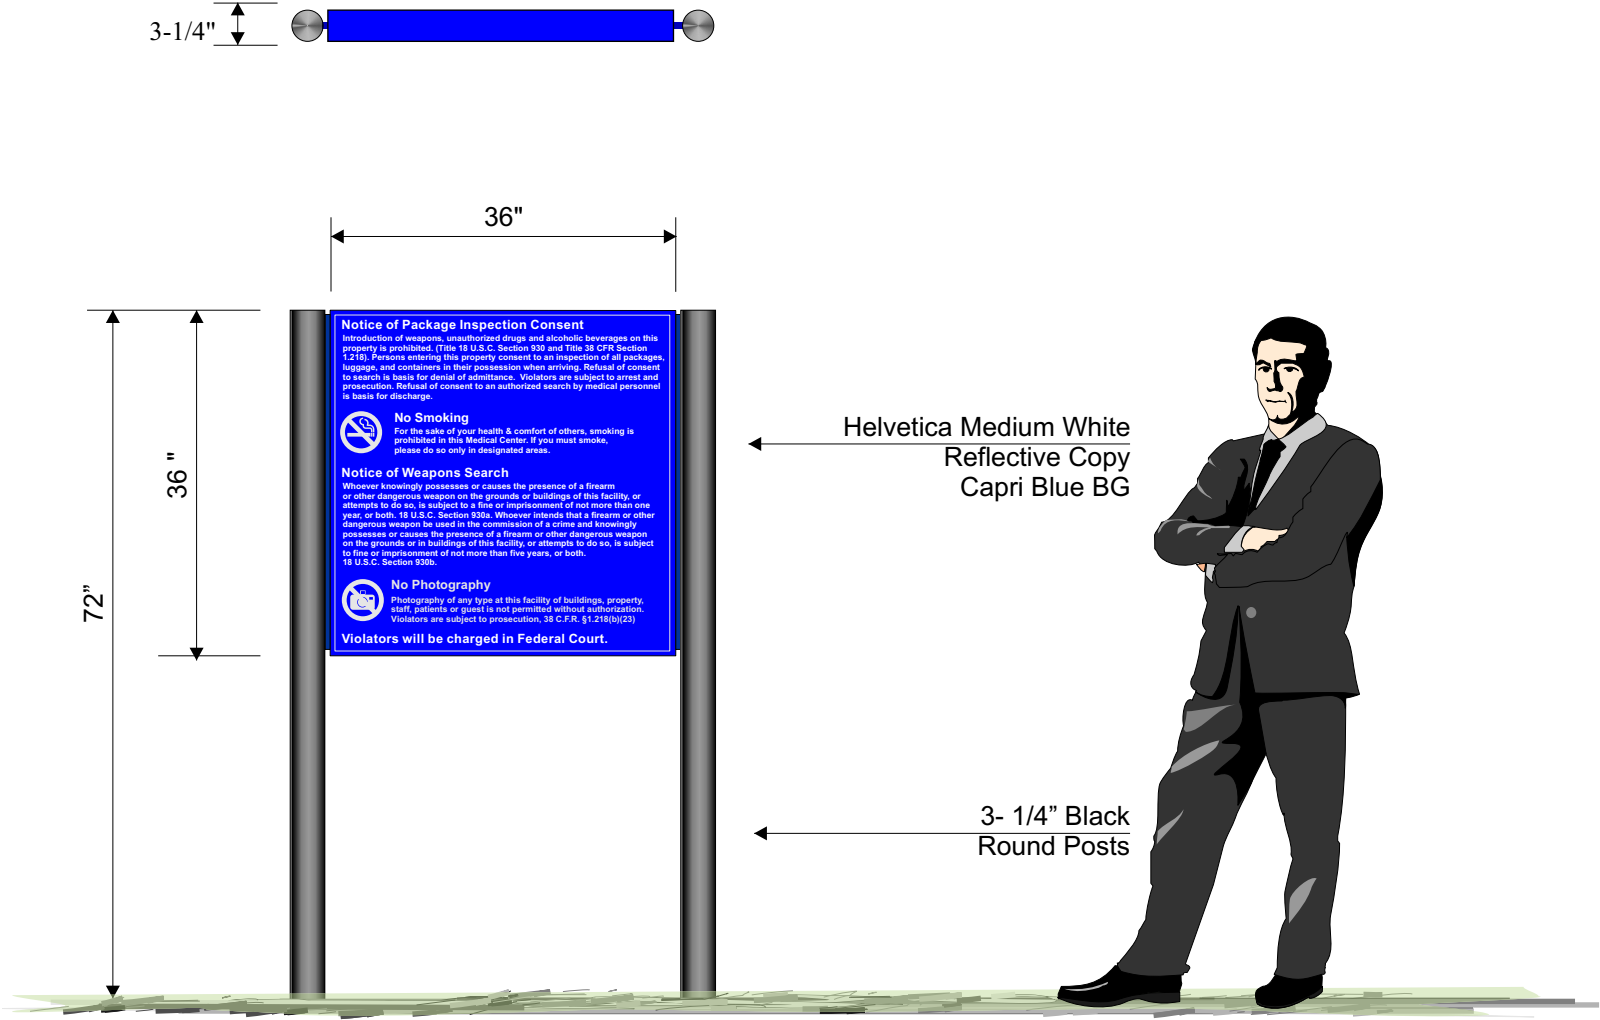 3-1/4"
36"
Notice of Package Inspection Consent
Introduction of weapons, unauthorized drugs and alcoholic beverages on this
property is prohibited. (Title 18 U.S.C. Section 930 and Title 38 CFR Section
1.218). Persons entering this property consent to an inspection of all packages,
luggage, and containers in their possession when arriving. Refusal of consent
to search is basis for denial of admittance.  Violators are subject to arrest and
prosecution. Refusal of consent to an authorized search by medical personnel
is basis for discharge.
No Smoking
For the sake of your health & comfort of others, smoking is
prohibited in this Medical Center. If you must smoke,
please do so only in designated areas.
Notice of Weapons Search
Whoever knowingly possesses or causes the presence of a firearm
or other dangerous weapon on the grounds or buildings of this facility, or
attempts to do so, is subject to a fine or imprisonment of not more than one
year, or both. 18 U.S.C. Section 930a. Whoever intends that a firearm or other
dangerous weapon be used in the commission of a crime and knowingly
possesses or causes the presence of a firearm or other dangerous weapon
on the grounds or in buildings of this facility, or attempts to do so, is subject
to fine or imprisonment of not more than five years, or both.
18 U.S.C. Section 930b.
No Photography
Photography of any type at this facility of buildings, property,
staff, patients or guest is not permitted without authorization.
Violators are subject to prosecution, 38 C.F.R. §1.218(b)(23)
Violators will be charged in Federal Court.
36 "
72”
Helvetica Medium White
Reflective Copy
Capri Blue BG
3- 1/4” Black
Round Posts